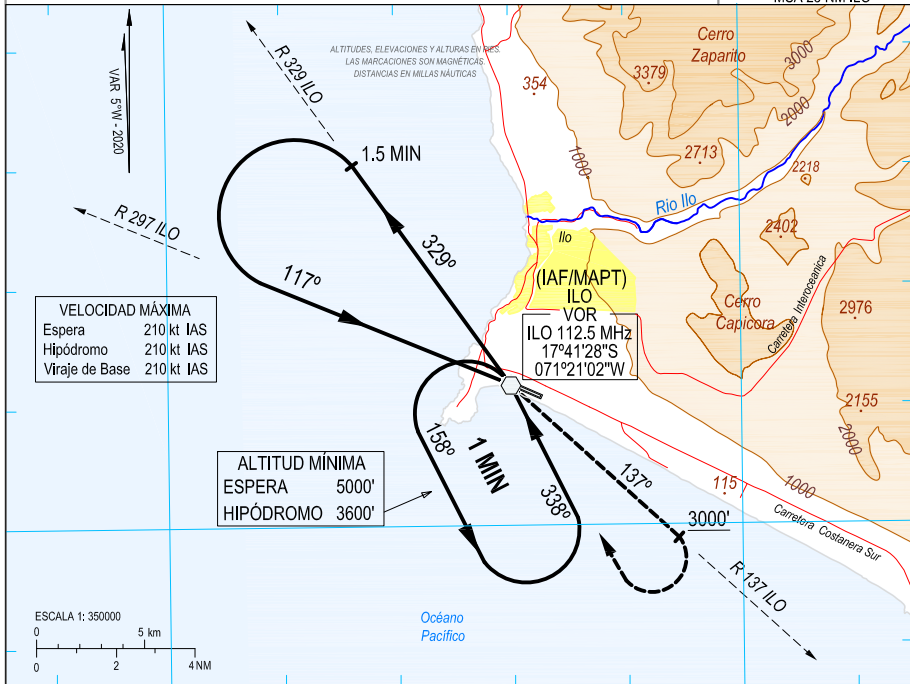 MSA 25 NM ILO
VAR 5°W - 2020
R 329 ILO
ALTITUDES, ELEVACIONES Y ALTURAS EN PIES.
LAS MARCACIONES SON MAGNÉTICAS.
DISTANCIAS EN MILLAS NÁUTICAS
354
Cerro
Zaparito
3379
3000
2000
1000
2713
2218
1.5 MIN
R 297 ILO
329º
117º
Rio Ilo
Ilo
2402
(IAF/MAPT)
ILO
VOR
ILO 112.5 MHz
17º41'28"S
071º21'02"W
Cerro
Capicora
Carretera Interoceanica
2976
VELOCIDAD MÁXIMA
Espera 210 kt IAS
Hipódromo 210 kt IAS
Viraje de Base 210 kt IAS
2155
2000
158º
1 MIN
338º
137º
ALTITUD MÍNIMA
ESPERA 5000'
HIPÓDROMO 3600'
115
1000
3000'
Carretera Costanera Sur
R 137 ILO
Océano
Pacífico
ESCALA 1: 350000
0 5 km
0 2 4 NM